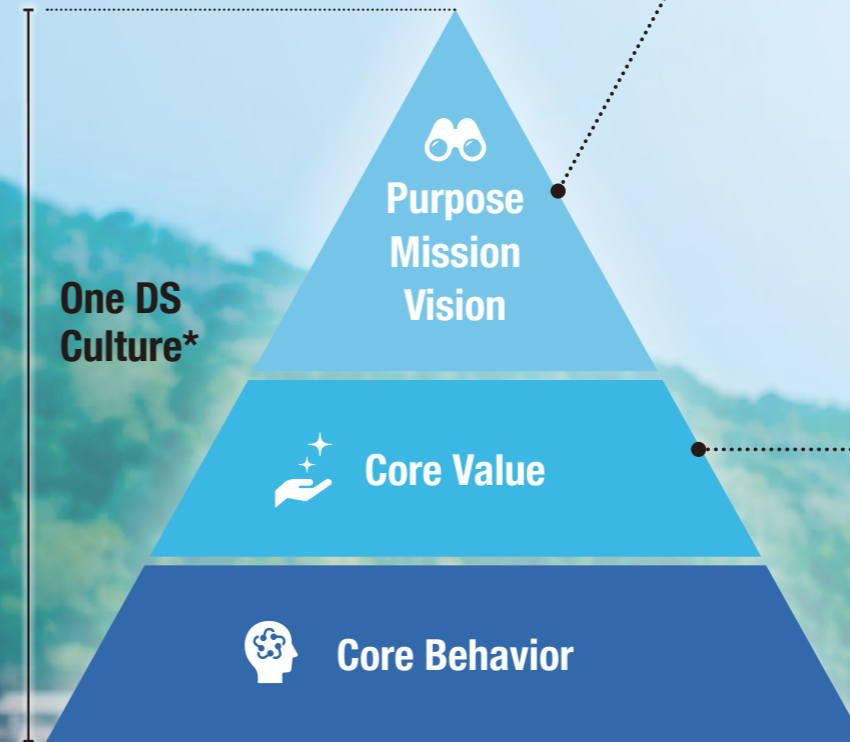 Purpose
Mission
Vision
One DS
Culture*
Core Value
Core Behavior